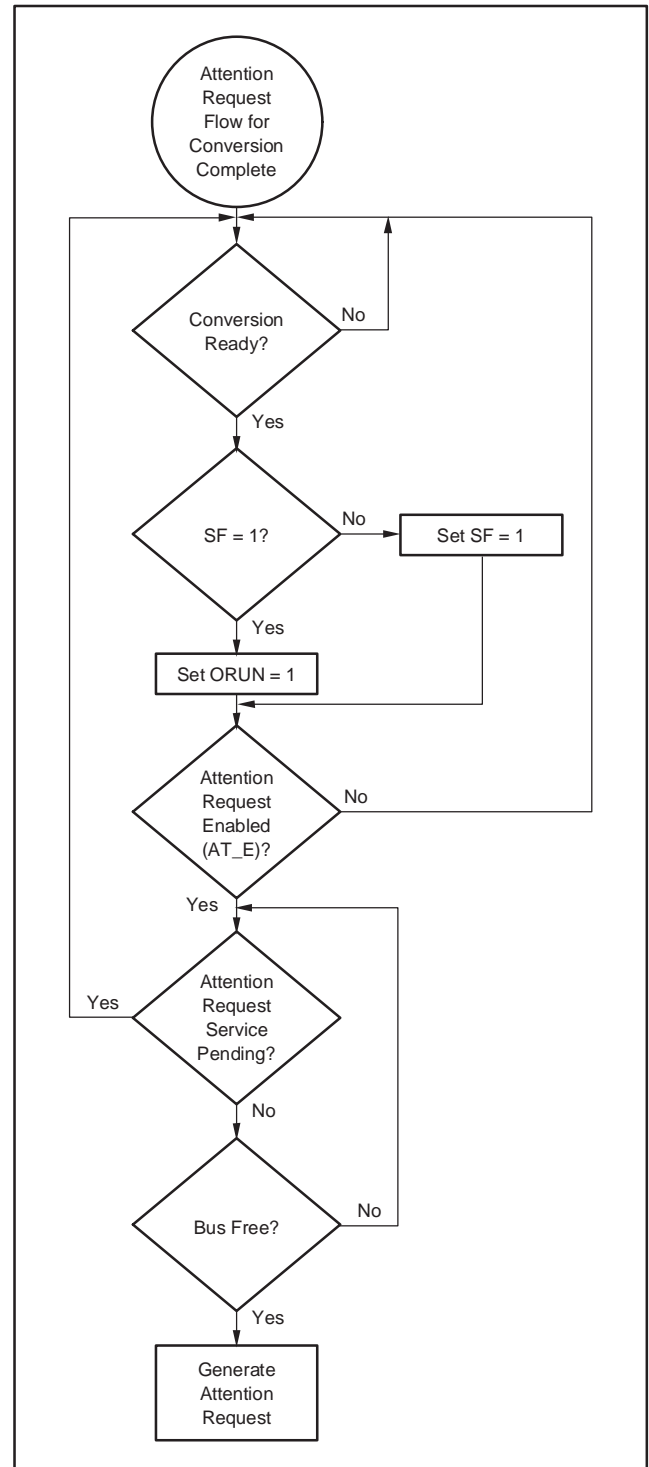 Attention
Request
Flow for
Conversion
Complete
Conversion
Ready?
No
Yes
SF = 1?
No
Set SF = 1
Yes
Set ORUN = 1
Attention
Request
Enabled
(AT_E)?
No
Yes
Attention
Request
Service
Pending?
Yes
No
Bus Free?
No
Yes
Generate
Attention
Request